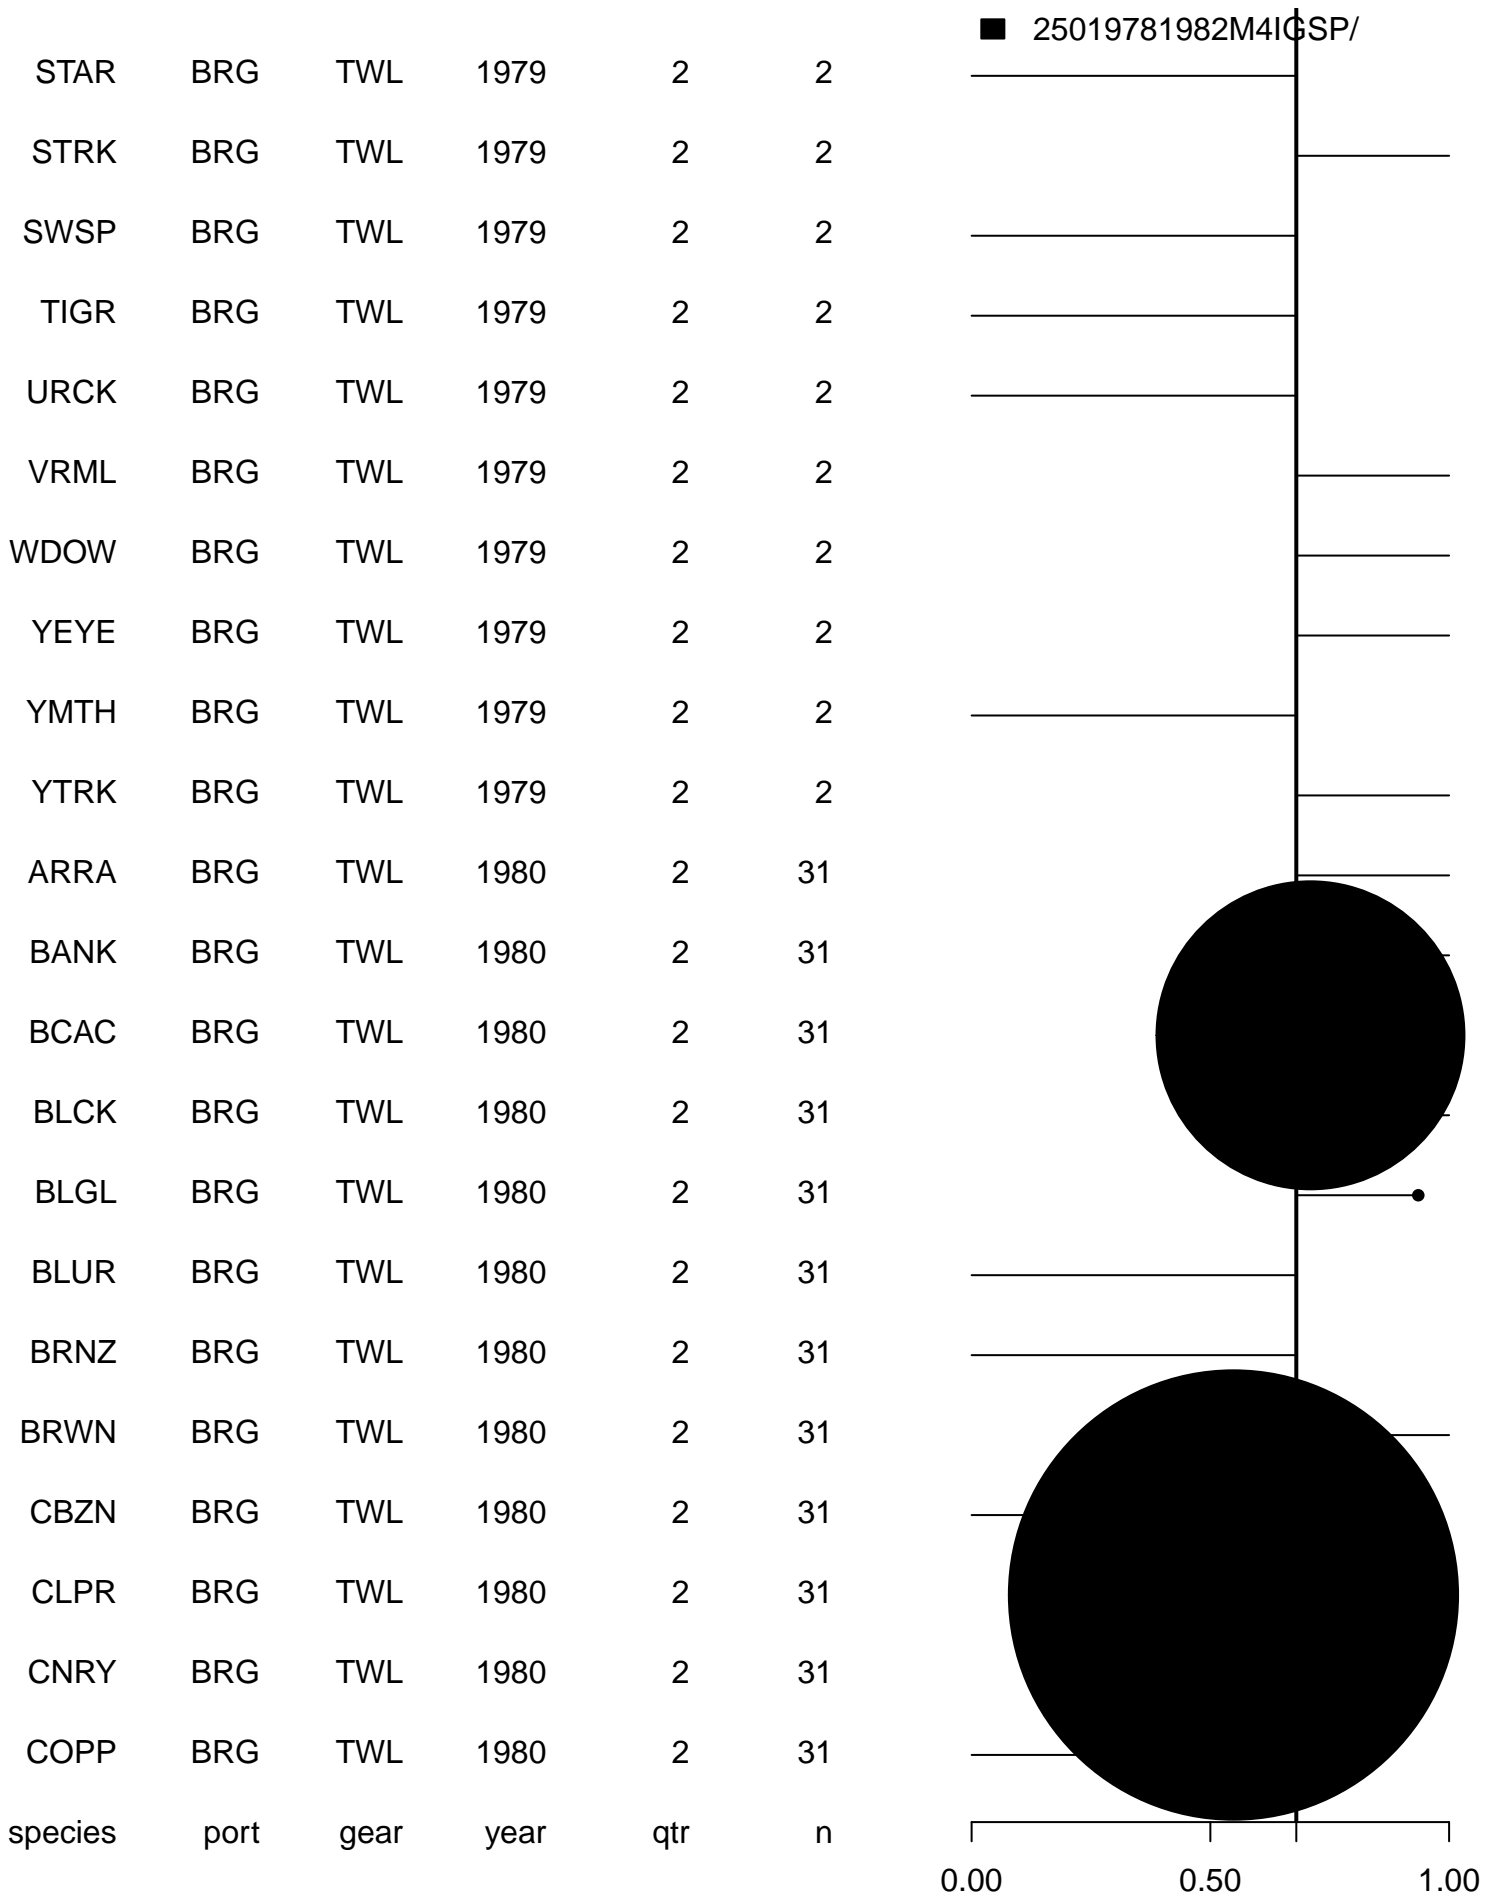 25019781982M4IGSP/
STAR BRG TWL 1979 2 2
STRK BRG TWL 1979 2 2
SWSP BRG TWL 1979 2 2
TIGR BRG TWL 1979 2 2
URCK BRG TWL 1979 2 2
VRML BRG TWL 1979 2 2
WDOW BRG TWL 1979 2 2
YEYE BRG TWL 1979 2 2
YMTH BRG TWL 1979 2 2
YTRK BRG TWL 1979 2 2
ARRA BRG TWL 1980 2 31
BANK BRG TWL 1980 2 31
BCAC BRG TWL 1980 2 31
BLCK BRG TWL 1980 2 31
BLGL BRG TWL 1980 2 31
BLUR BRG TWL 1980 2 31
BRNZ BRG TWL 1980 2 31
BRWN BRG TWL 1980 2 31
CBZN BRG TWL 1980 2 31
CLPR BRG TWL 1980 2 31
CNRY BRG TWL 1980 2 31
COPP BRG TWL 1980 2 31
species port gear year qtr n
0.00 0.50 1.00